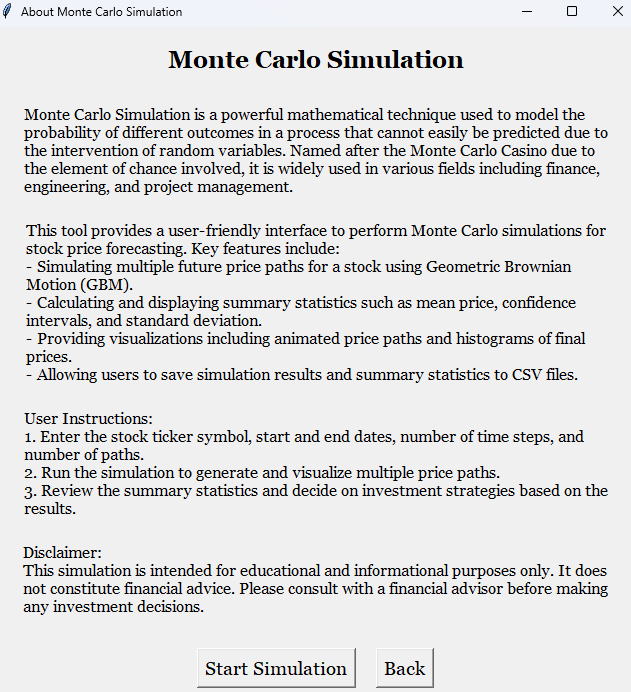 About Monte Carlo Simulation
Monte Carlo Simulation
Monte Carlo Simulation is a powerful mathematical technique used to model the
probability of different outcomes in a process that cannot easily be predicted due to
the intervention of random variables. Named after the Monte Carlo Casino due to
the element of chance involved, it is widely used in various fields including finance,
engineering, and project management.
This tool provides a user-friendly interface to perform Monte Carlo simulations for
stock price forecasting. Key features include:
- Simulating multiple future price paths for a stock using Geometric Brownian
Motion (GBM).
- Calculating and displaying summary statistics such as mean price, confidence
intervals, and standard deviation.
- Providing visualizations including animated price paths and histograms of final
prices.
- Allowing users to save simulation results and summary statistics to CSV files.
User Instructions:
1. Enter the stock ticker symbol, start and end dates, number of time steps, and
number of paths.
2. Run the simulation to generate and visualize multiple price paths.
3. Review the summary statistics and decide on investment strategies based on the
results.
Disclaimer:
This simulation is intended for educational and informational purposes only. It does
not constitute financial advice. Please consult with a financial advisor before making
any investment decisions.
Start Simulation
Back